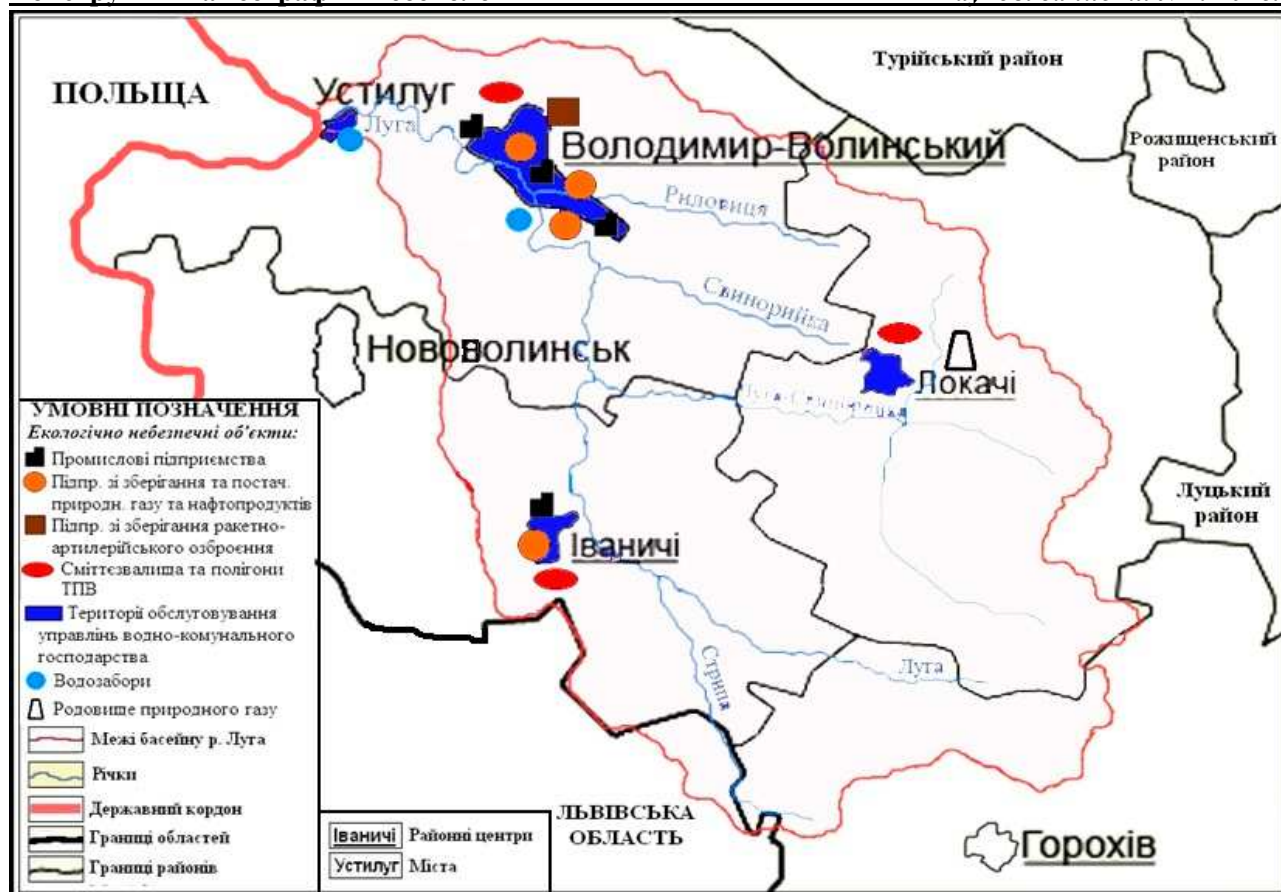 Турійський район
ПОЛЬЩА
Устилуг
Луга
Рожищенський
район
Володимир-Волинський
Риловиця
Свинорийка
Нововолинськ
Локачі
Луга-Свинорийка
УМОВНІ ПОЗНАЧЕННЯ
Екологічно небезпечні об'єкти:
Промислові підприємства
Підпр. зі зберігання та постач.
природн. газу та нафтопродуктів
Підпр. зі зберігання ракетно-
артилерійського озброєння
Сміттєзвалища та полігони
ТПВ
Території обслуговування
управлінь водно-комунального
господарства
Водозабори
Родовище природного газу
Межі басейну р. Луга
Річки
Державний кордон
Границі областей
Границі районів
Луцький
район
Іваничі
Луга
Стрипа
ЛЬВІВСЬКА
ОБЛАСТЬ
Іваничі Районні центри
Устилуг Міста
Горохів